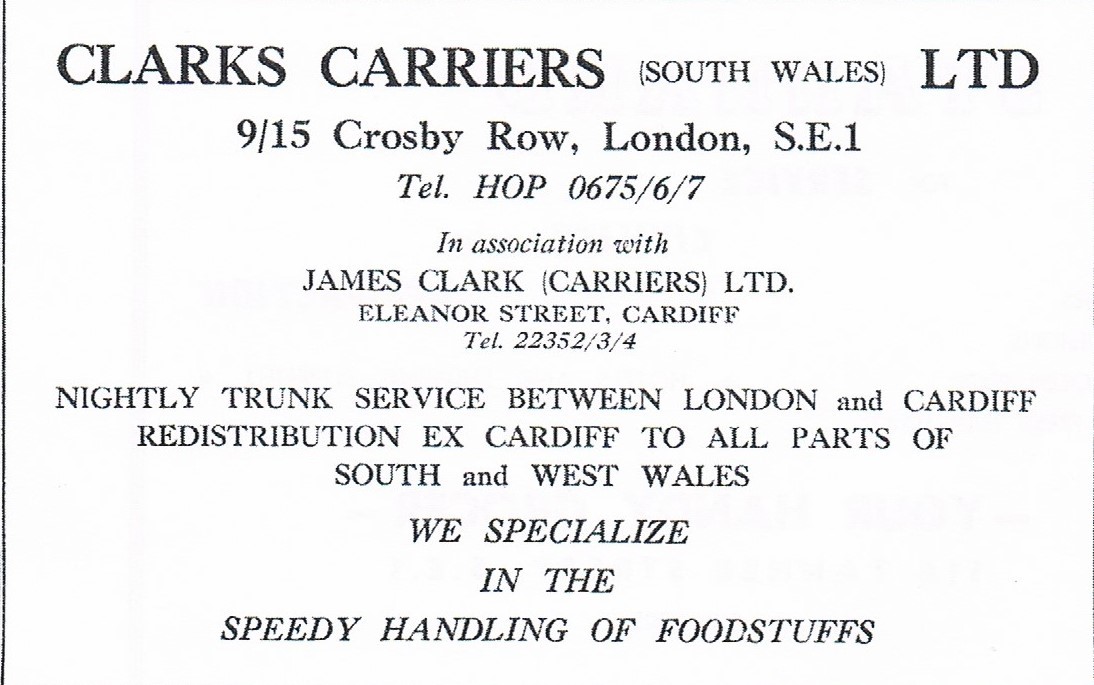 CLARKS CARRIERS (SOUTH WALES) LTD
9/15 Crosby Row, London, S.E.1
Tel. HOP 0675/6/7
In association with
JAMES CLARK (CARRIERS) LTD.
ELEANOR STREET, CARDIFF
Tel. 22352/3/4
NIGHTLY TRUNK SERVICE BETWEEN LONDON and CARDIFF
REDISTRIBUTION EX CARDIFF TO ALL PARTS OF
SOUTH and WEST WALES
WE SPECIALIZE
IN THE
SPEEDY HANDLING OF FOODSTUFFS